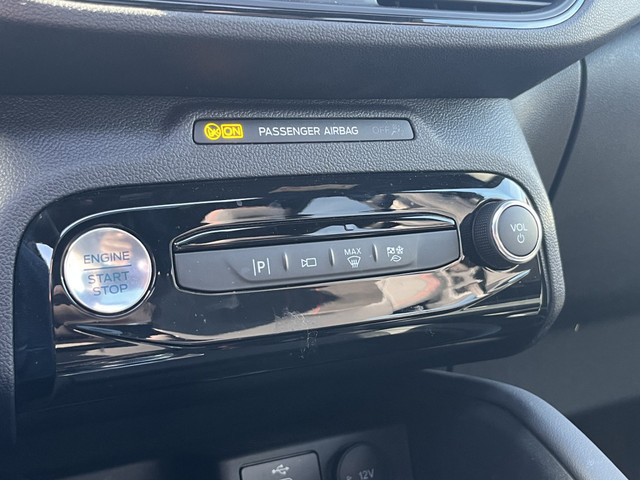 ON PASSENGER AIRBAG OFF
ENGINE
START
STOP
P
MAX
VOL
12V